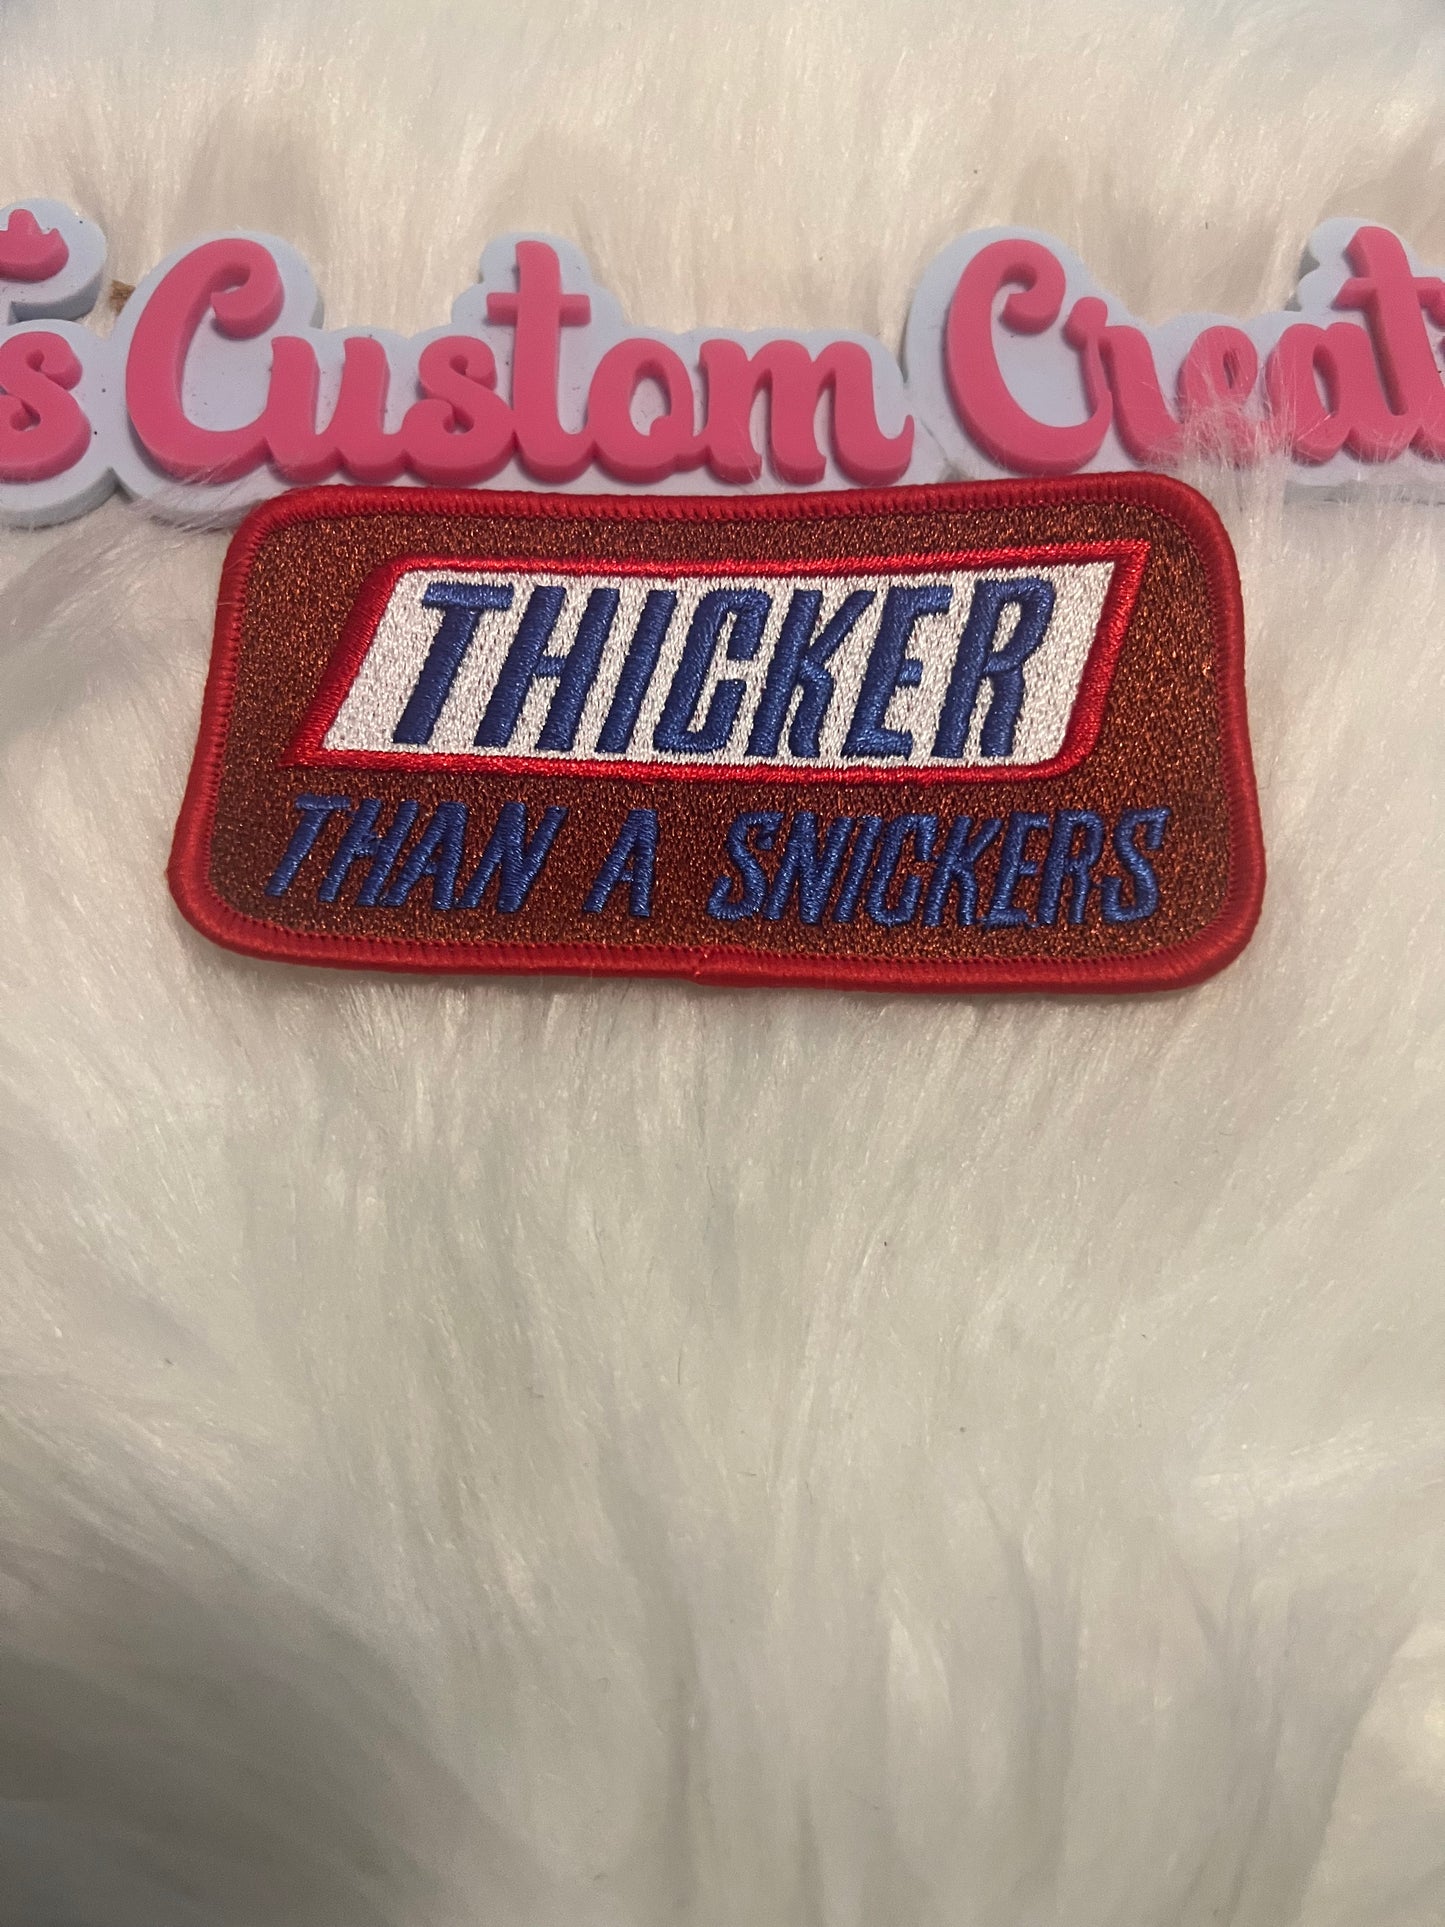 's Custom Creat
THICKER
THAN A SNICKERS